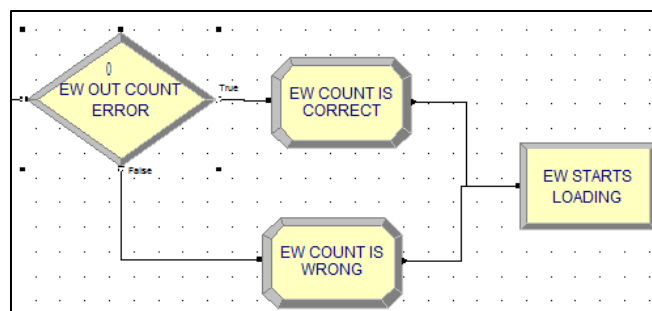 0
EW OUT COUNT
ERROR
True
False
EW COUNT IS
CORRECT
EW COUNT IS
WRONG
EW STARTS
LOADING